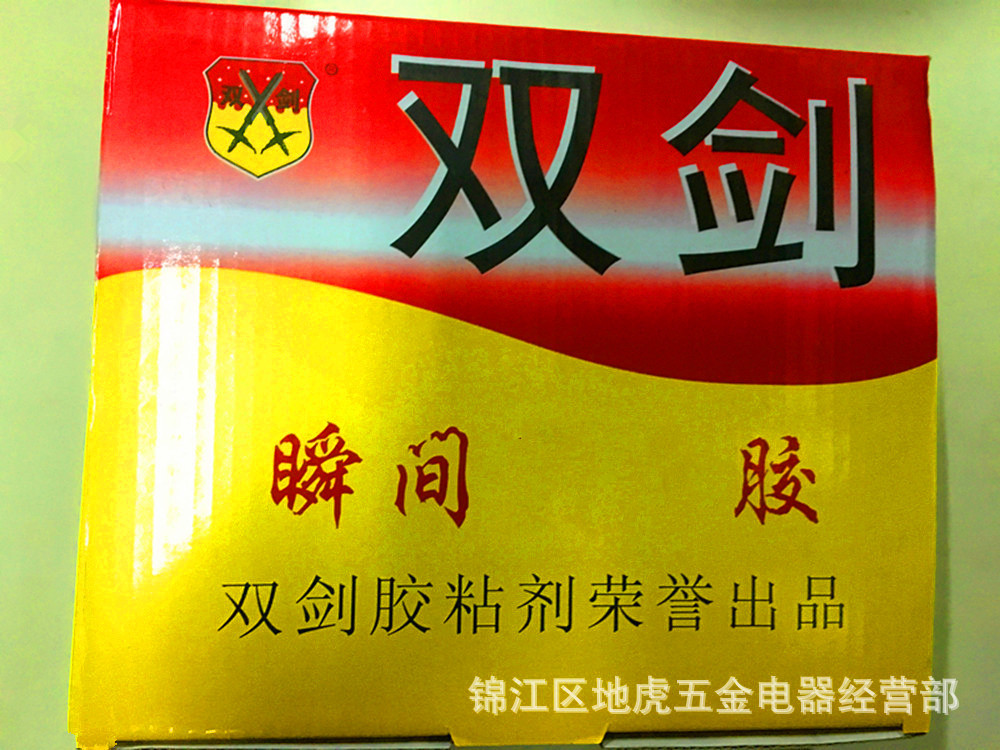 双剑
®
双剑
瞬间 胶
双剑胶粘剂荣誉出品
锦江区地虎五金电器经营部